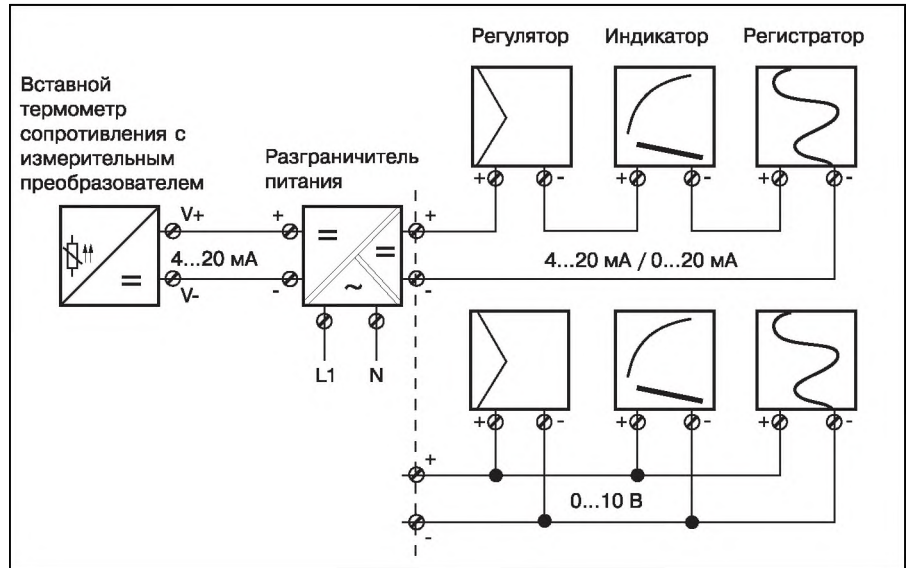 Регулятор
Индикатор
Регистратор
Вставной
термометр
сопротивления с
измерительным
преобразователем
Разграничитель
питания
+
-
+
-
+
-
V+
+
+
4...20 мА
4...20 мА / 0...20 мА
V-
-
-
L1
N
+
-
+
-
+
-
+
0...10 В
-